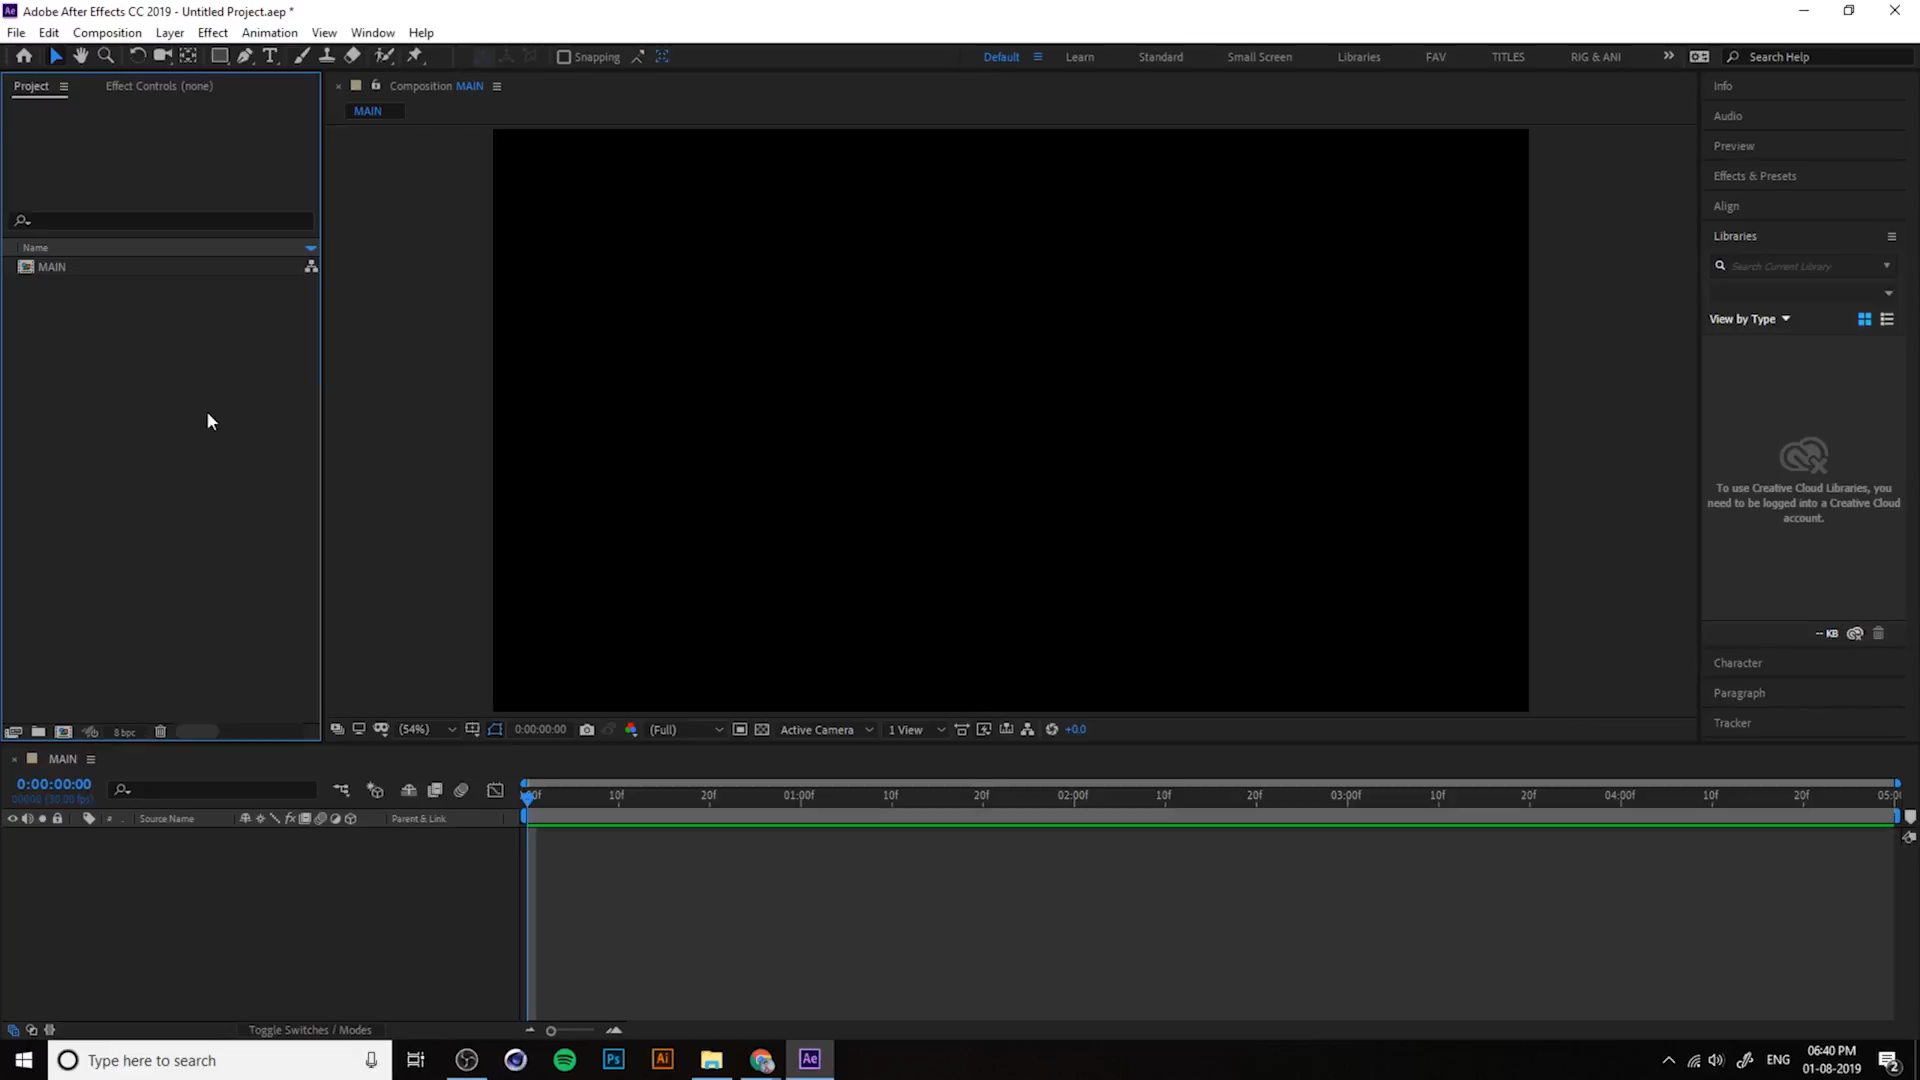 Adobe After Effects CC 2019 - Untitled Project.aep *
File Edit Composition Layer Effect Animation View Window Help
Snapping Default Learn Standard Small Screen Libraries FAV TITLES RIG & ANI Search Help
Project Effect Controls (none)
Composition MAIN
MAIN
Name
MAIN
Info
Audio
Preview
Effects & Presets
Align
Libraries
Search Current Library
View by Type
To use Creative Cloud Libraries, you
need to be logged into a Creative Cloud
account.
-- KB
Character
Paragraph
Tracker
8 bpc
(54%) 0:00:00:00 (Full) Active Camera 1 View +0.0
MAIN
0:00:00:00
00000 (30.00 fps)
10f 20f 01:00f 10f 20f 02:00f 10f 20f 03:00f 10f 20f 04:00f 10f 20f
# Source Name fx Parent & Link
Toggle Switches / Modes
Type here to search Ps Ai Ae ENG
06:40 PM
01-08-2019
2